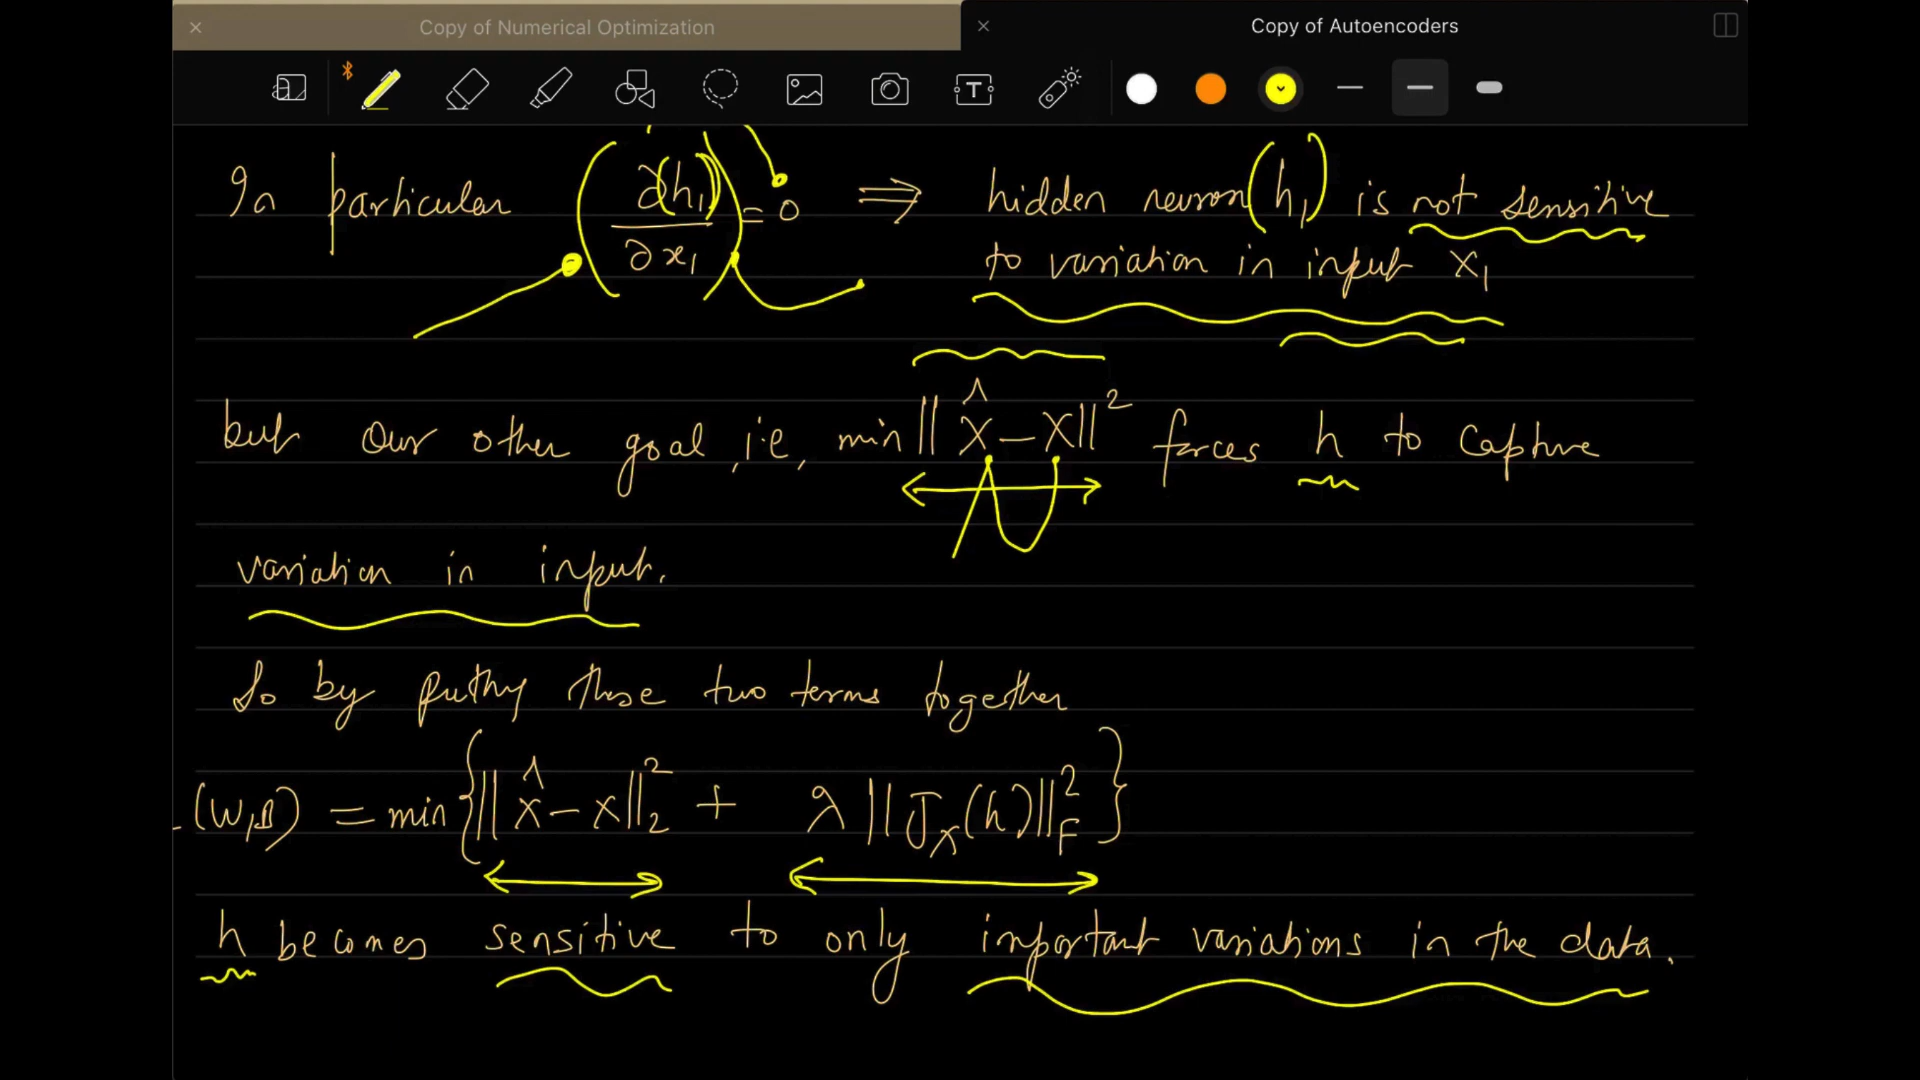 Copy of Numerical Optimization
Copy of Autoencoders
In particular (∂(h₁)/∂x₁) = 0 ⇒ hidden neuron (h₁) is not sensitive
to variation in input x₁
but our other goal, i.e, min ||x̂ − x||² forces h to capture
variation in input.
So by putting these two terms together
(W,B) = min {||x̂ − x||₂² + λ ||Jₓ(h)||²_F}
h becomes sensitive to only important variations in the data.